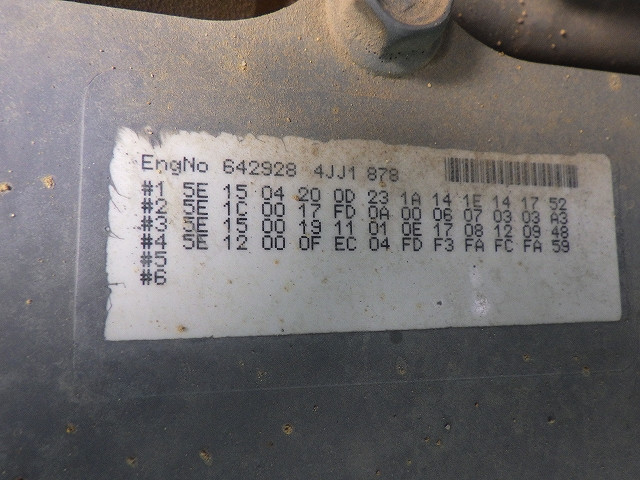 EngNo 642928 4JJ1 878
#1 5E 15 04 20 0D 23 1A 14 1E 14 17 52
#2 5E 1C 00 17 FD 0A 00 06 07 03 03 A3
#3 5E 15 00 19 11 01 0E 17 08 12 09 48
#4 5E 12 00 0F EC 04 FD F3 FA FC FA 59
#5
#6